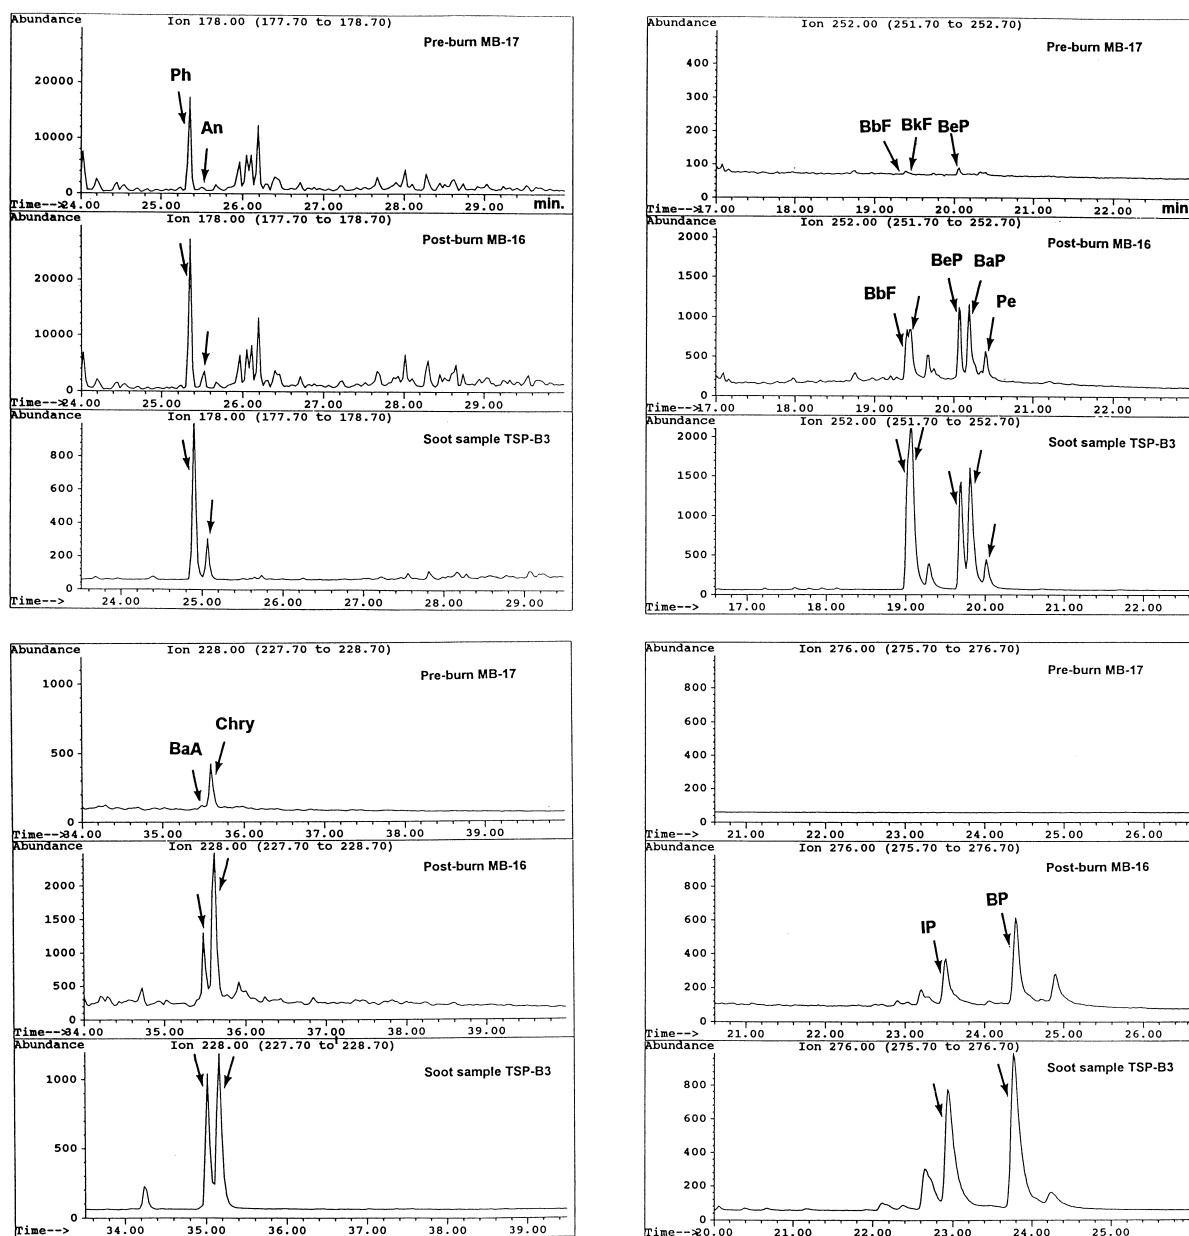 Abundance Ion 178.00 (177.70 to 178.70)
Pre-burn MB-17
20000
Ph
An
10000
0
Time--> 24.00 25.00 26.00 27.00 28.00 29.00 min.
Abundance Ion 178.00 (177.70 to 178.70)
Post-burn MB-16
20000
10000
0
Time--> 24.00 25.00 26.00 27.00 28.00 29.00
Abundance Ion 178.00 (177.70 to 178.70)
Soot sample TSP-B3
800
600
400
200
0
Time--> 24.00 25.00 26.00 27.00 28.00 29.00
Abundance Ion 252.00 (251.70 to 252.70)
Pre-burn MB-17
400
300
200
BbF BkF BeP
100
0
Time--> 17.00 18.00 19.00 20.00 21.00 22.00 min
Abundance Ion 252.00 (251.70 to 252.70)
2000
Post-burn MB-16
1500
BeP BaP
BbF
Pe
1000
500
0
Time--> 17.00 18.00 19.00 20.00 21.00 22.00
Abundance Ion 252.00 (251.70 to 252.70)
2000
Soot sample TSP-B3
1500
1000
500
0
Time--> 17.00 18.00 19.00 20.00 21.00 22.00
Abundance Ion 228.00 (227.70 to 228.70)
Pre-burn MB-17
1000
Chry
BaA
500
0
Time--> 34.00 35.00 36.00 37.00 38.00 39.00
Abundance Ion 228.00 (227.70 to 228.70)
Post-burn MB-16
2000
1500
1000
500
0
Time--> 34.00 35.00 36.00 37.00 38.00 39.00
Abundance Ion 228.00 (227.70 to 228.70)
Soot sample TSP-B3
1000
500
0
Time--> 34.00 35.00 36.00 37.00 38.00 39.00
Abundance Ion 276.00 (275.70 to 276.70)
Pre-burn MB-17
800
600
400
200
0
Time--> 21.00 22.00 23.00 24.00 25.00 26.00
Abundance Ion 276.00 (275.70 to 276.70)
Post-burn MB-16
800
BP
600
IP
400
200
0
Time--> 21.00 22.00 23.00 24.00 25.00 26.00
Abundance Ion 276.00 (275.70 to 276.70)
Soot sample TSP-B3
800
600
400
200
0
Time--> 20.00 21.00 22.00 23.00 24.00 25.00